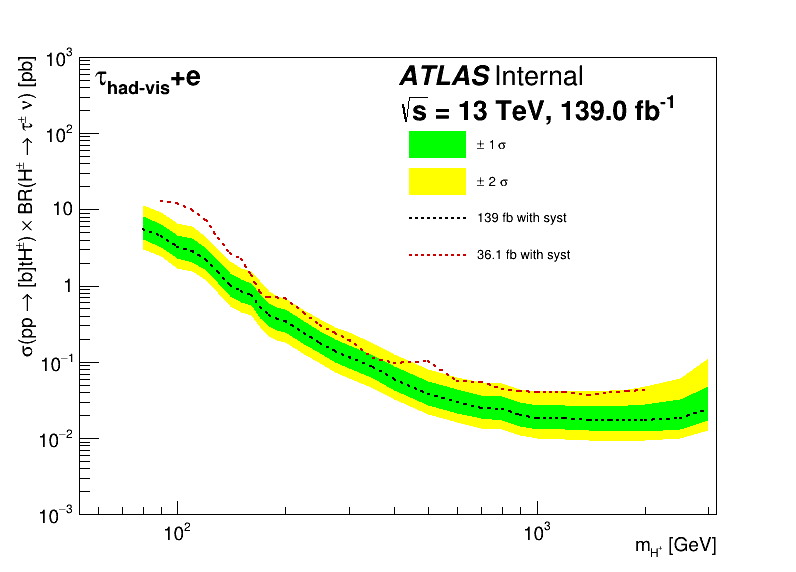 τhad-vis+e
ATLAS Internal
√s = 13 TeV, 139.0 fb⁻¹
± 1 σ
± 2 σ
139 fb with syst
36.1 fb with syst
σ(pp → [b]tH±) × BR(H± → τ± ν) [pb]
10³
10²
10
1
10⁻¹
10⁻²
10⁻³
10² 10³
mH⁺ [GeV]